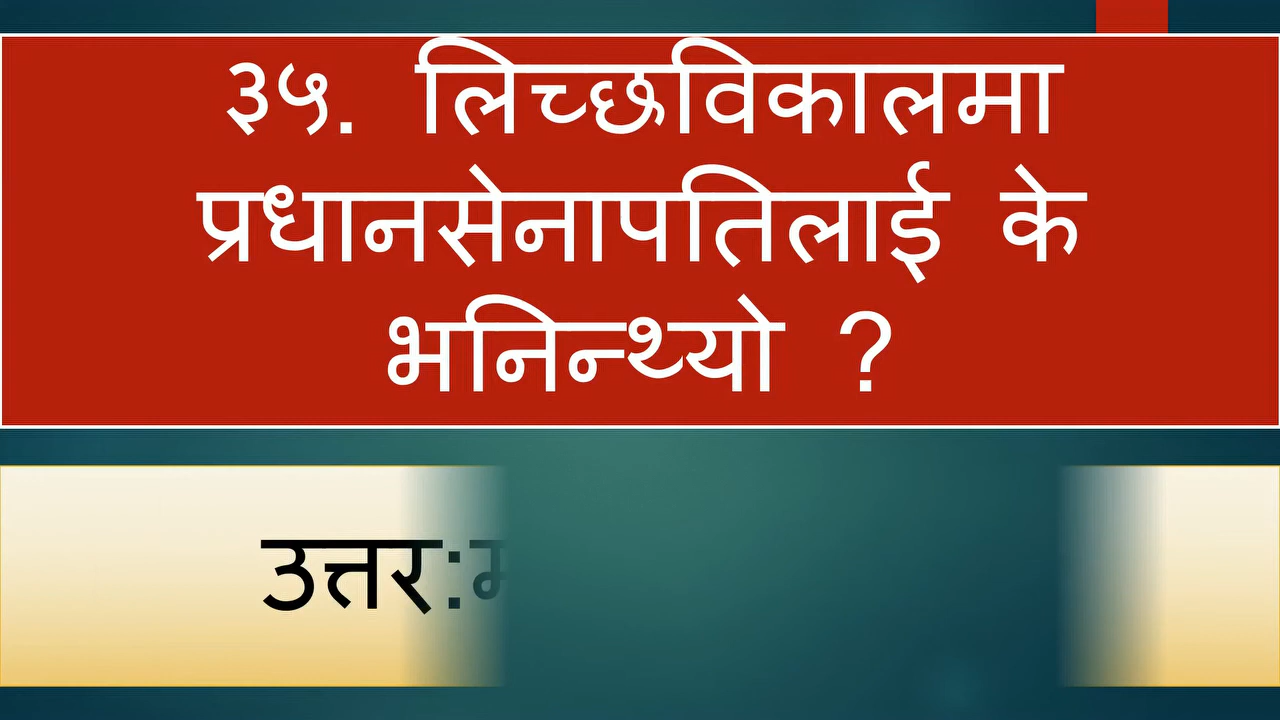 ३५. लिच्छविकालमा
प्रधानसेनापतिलाई के
भनिन्थ्यो ?
उत्तर: